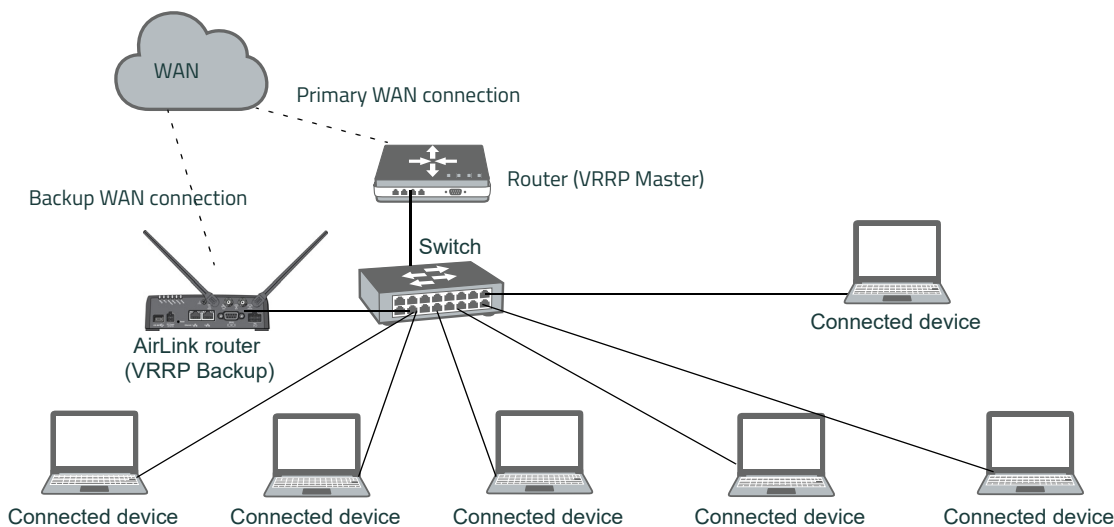 WAN
Primary WAN connection
Router (VRRP Master)
Backup WAN connection
Switch
AirLink router
(VRRP Backup)
Connected device
Connected device
Connected device
Connected device
Connected device
Connected device